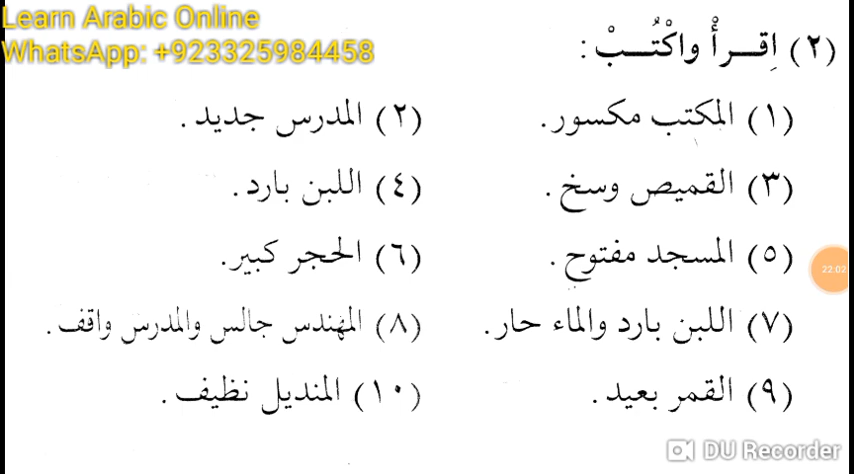 Learn Arabic Online
WhatsApp: +923325984458
(٢) اِقـــرأْ واكْتُـــبْ :
(١) المكتب مكسور. (٢) المدرس جديد .
(٣) القميص وسخ . (٤) اللبن بارد .
(٥) المسجد مفتوح . (٦) الحجر كبير.
(٧) اللبن بارد والماء حار. (٨) المهندس جالس والمدرس واقف .
(٩) القمر بعيد . (١٠) المنديل نظيف .
22:02
DU Recorder